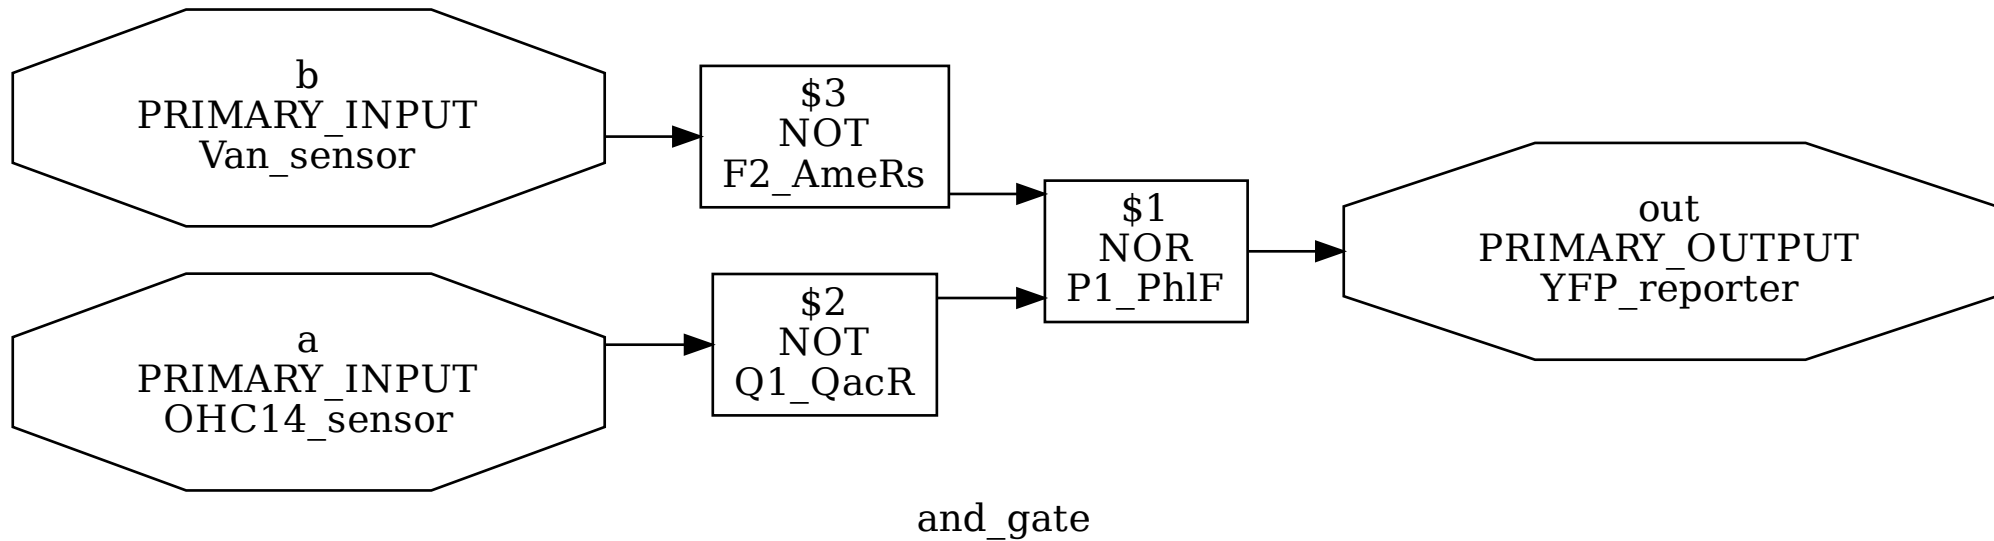 b
PRIMARY_INPUT
Van_sensor
$3
NOT
F2_AmeRs
a
PRIMARY_INPUT
OHC14_sensor
$2
NOT
Q1_QacR
$1
NOR
P1_PhlF
out
PRIMARY_OUTPUT
YFP_reporter
and_gate